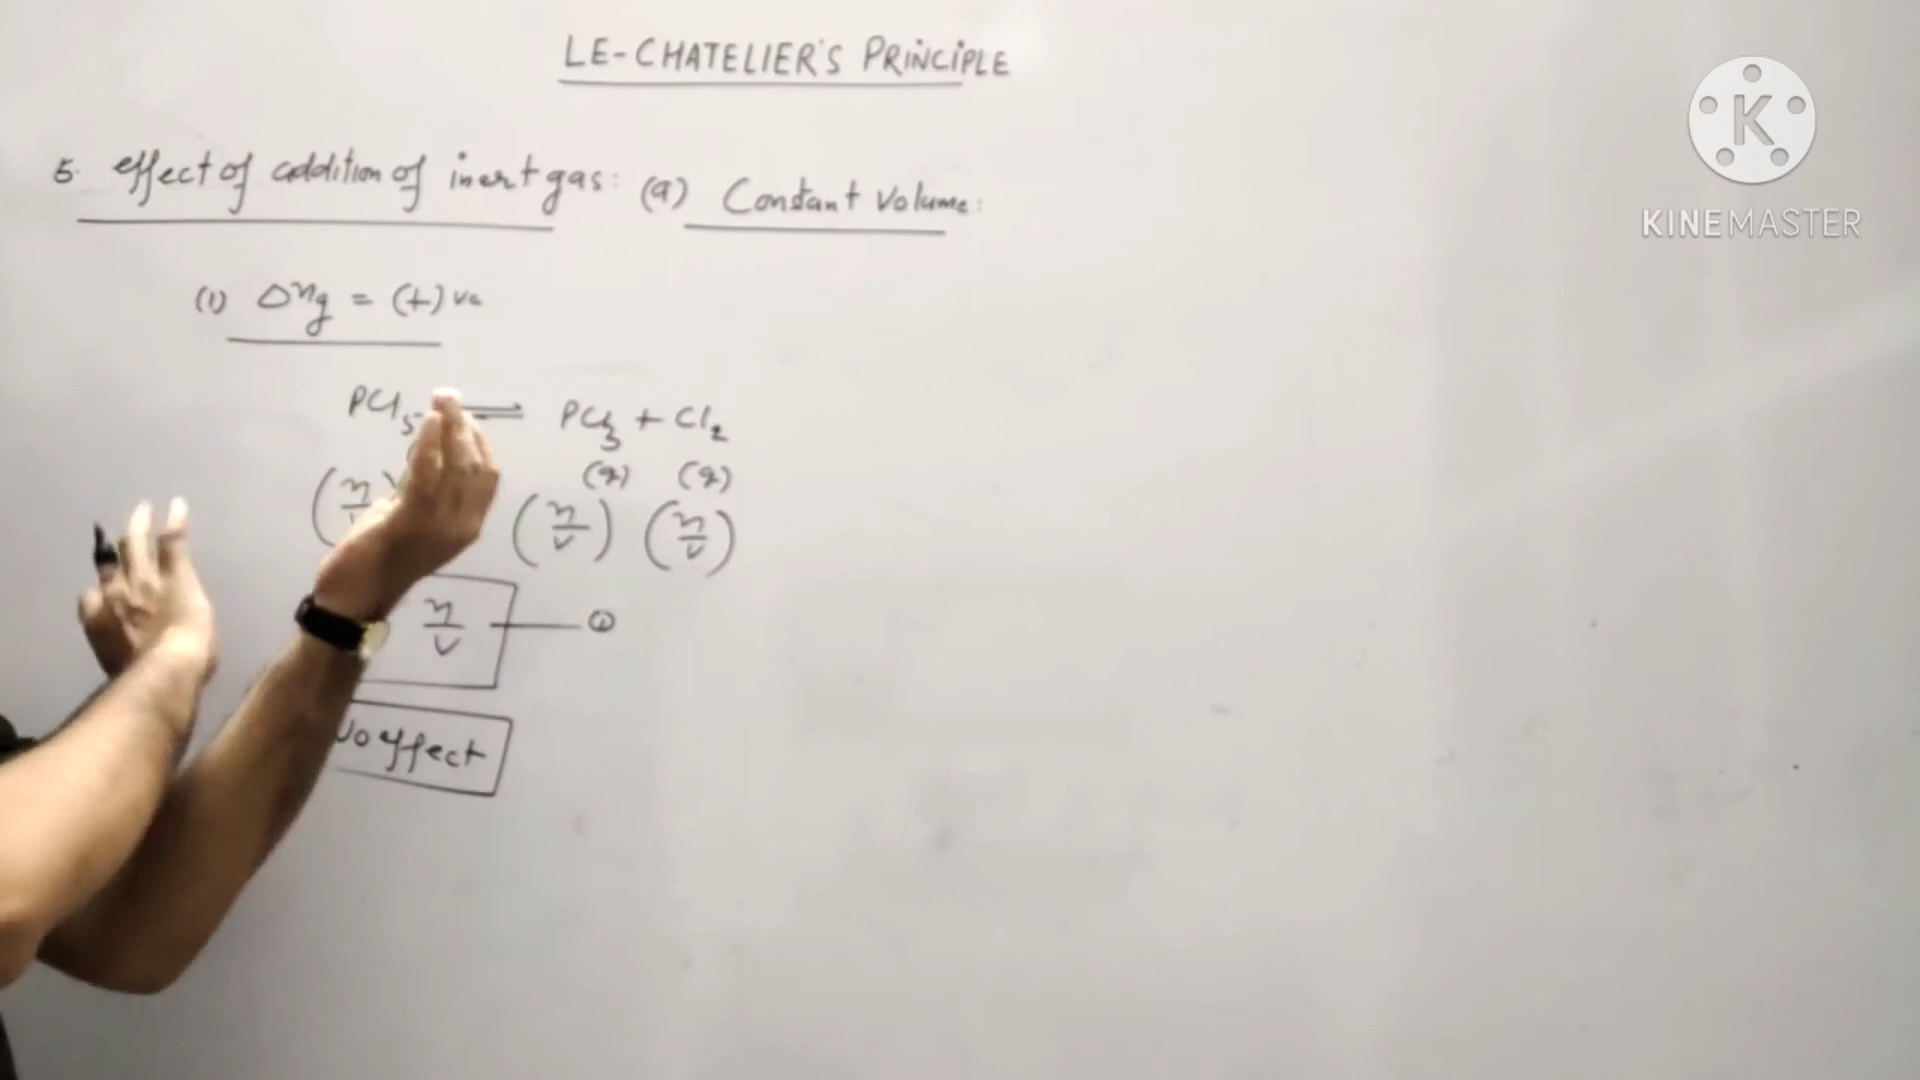 LE-CHATELIER'S PRINCIPLE
5. effect of addition of inert gas: (a) Constant Volume:
(1) Δng = (+)ve
PCl5 ⇌ PCl3 + Cl2
(g) (g)
(n (n/v) (n/v)
n/v — ①
No effect
K
KINEMASTER